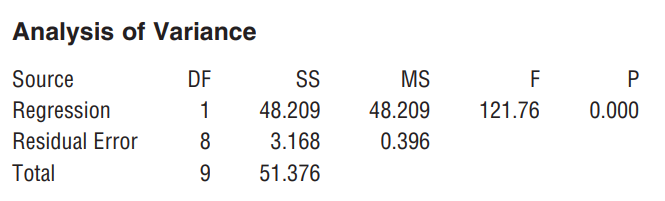 Analysis of Variance
Source DF SS MS F P
Regression 1 48.209 48.209 121.76 0.000
Residual Error 8 3.168 0.396
Total 9 51.376